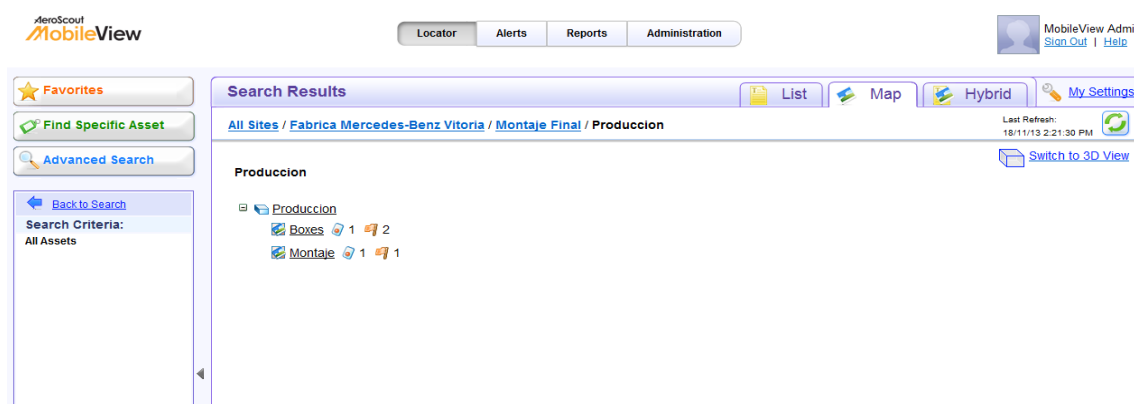 AeroScout
MobileView
Locator Alerts Reports Administration
MobileView Admi
Sign Out | Help
Favorites
Find Specific Asset
Advanced Search
Back to Search
Search Criteria:
All Assets
Search Results
List Map Hybrid My Settings
All Sites / Fabrica Mercedes-Benz Vitoria / Montaje Final / Produccion
Last Refresh:
18/11/13 2:21:30 PM
Switch to 3D View
Produccion
Produccion
Boxes 1 2
Montaje 1 1